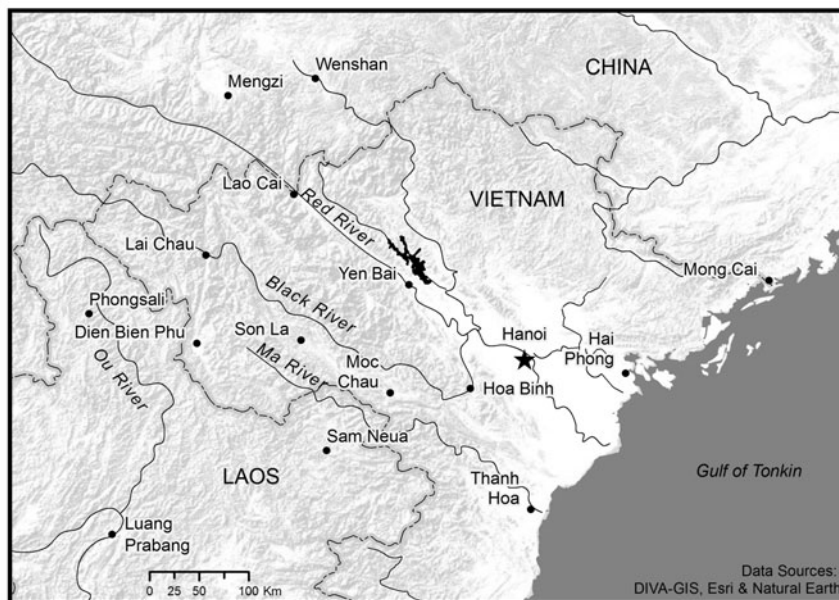 Wenshan
Mengzi
CHINA
Lao Cai
Red River
VIETNAM
Lai Chau
Yen Bai
Mong Cai
Black River
Phongsali
Dien Bien Phu
Son La
Hanoi
Hai
Phong
Ou River
Ma River
Moc
Chau
Hoa Binh
Sam Neua
LAOS
Thanh
Hoa
Gulf of Tonkin
Luang
Prabang
0 25 50 100 Km
Data Sources:
DIVA-GIS, Esri & Natural Earth